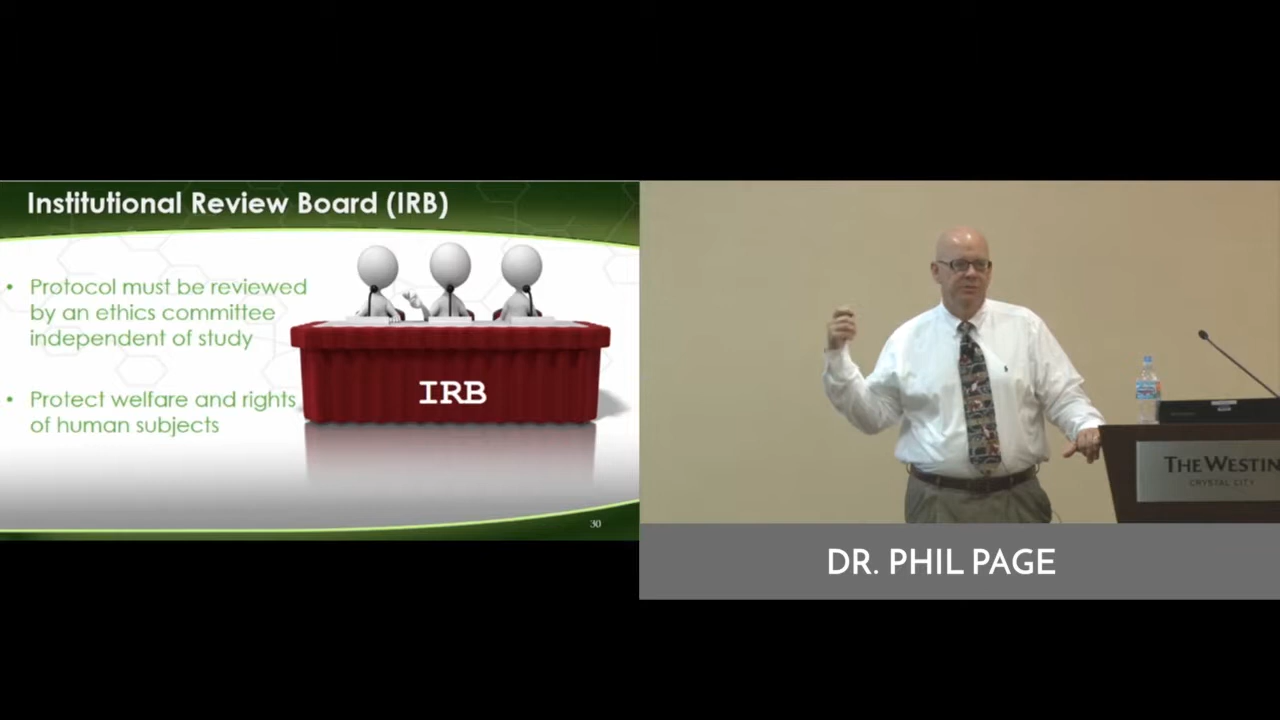 Institutional Review Board (IRB)
• Protocol must be reviewed
by an ethics committee
independent of study
• Protect welfare and rights
of human subjects
IRB
30
THE WESTIN
CRYSTAL CITY
DR. PHIL PAGE